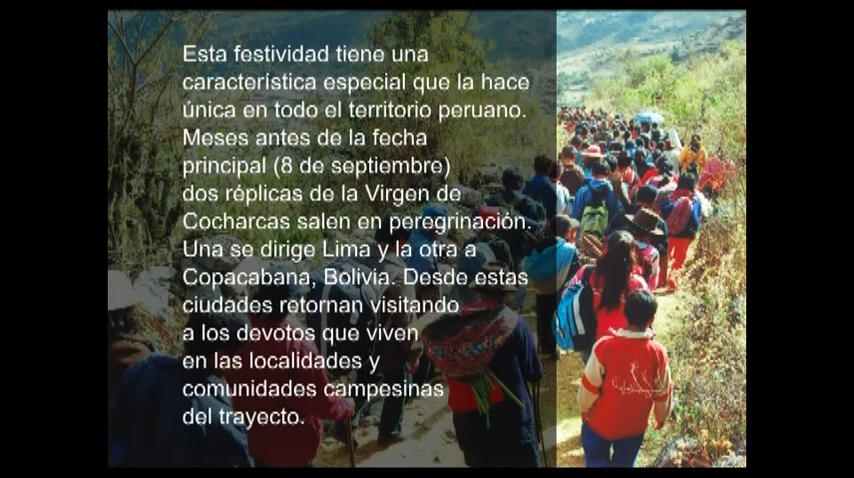 Esta festividad tiene una
característica especial que la hace
única en todo el territorio peruano.
Meses antes de la fecha
principal (8 de septiembre)
dos réplicas de la Virgen de
Cocharcas salen en peregrinación.
Una se dirige Lima y la otra a
Copacabana, Bolivia. Desde estas
ciudades retornan visitando
a los devotos que viven
en las localidades y
comunidades campesinas
del trayecto.